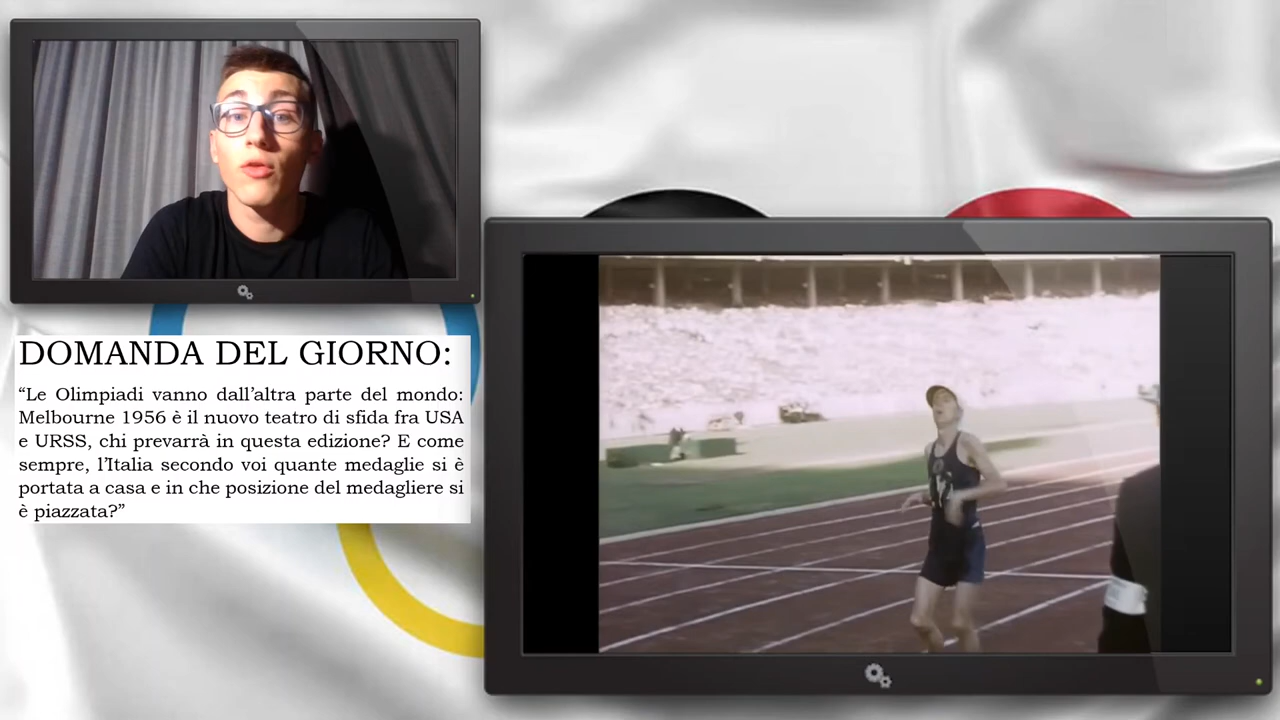 DOMANDA DEL GIORNO:
“Le Olimpiadi vanno dall’altra parte del mondo:
Melbourne 1956 è il nuovo teatro di sfida fra USA
e URSS, chi prevarrà in questa edizione? E come
sempre, l’Italia secondo voi quante medaglie si è
portata a casa e in che posizione del medagliere si
è piazzata?”